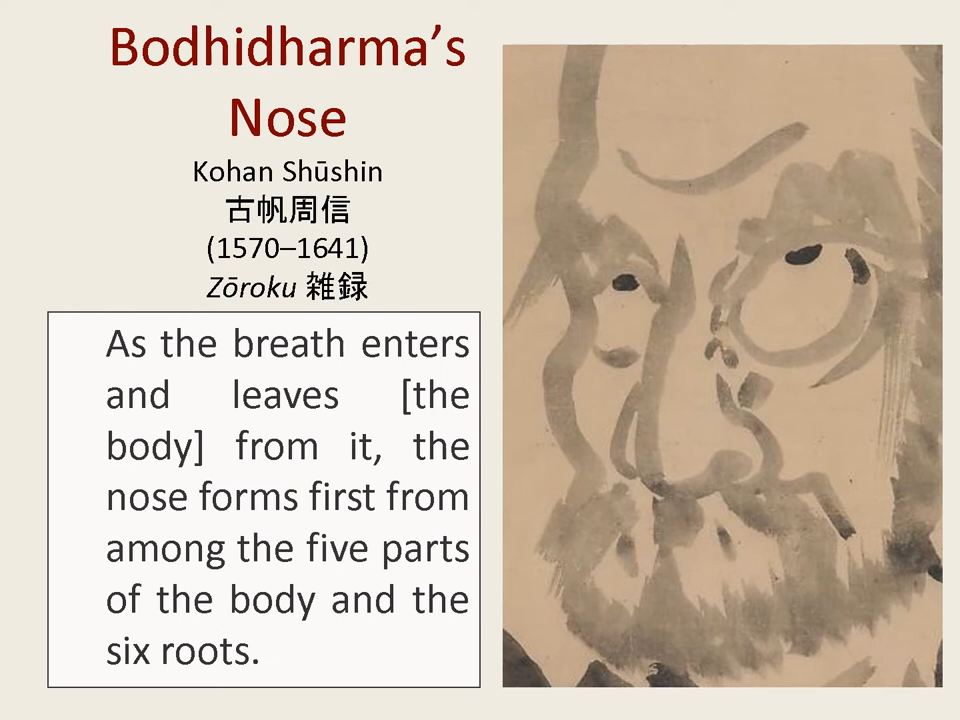 Bodhidharma’s
Nose
Kohan Shūshin
古帆周信
(1570–1641)
Zōroku 雑録
As the breath enters
and leaves [the
body] from it, the
nose forms first from
among the five parts
of the body and the
six roots.